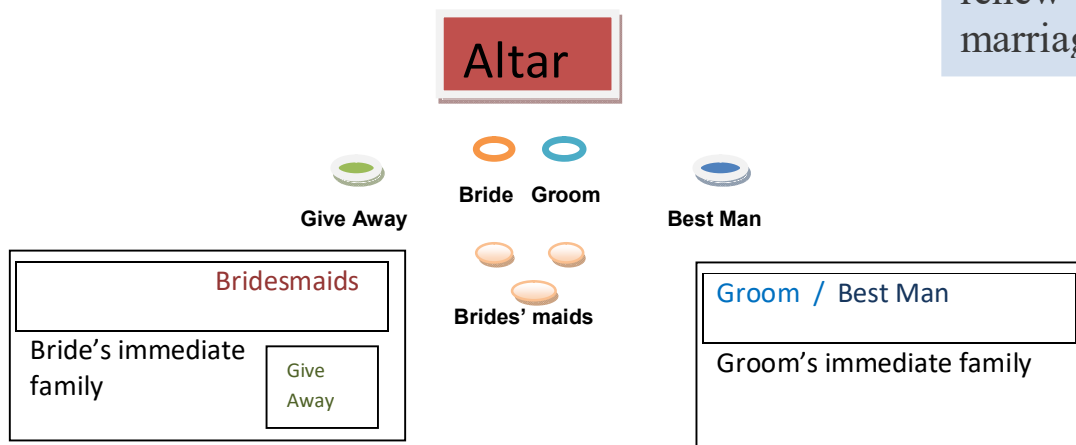 marriag
Altar
Bride Groom
Give Away
Best Man
Brides’ maids
Bridesmaids
Bride’s immediate
family
Give
Away
Groom / Best Man
Groom’s immediate family